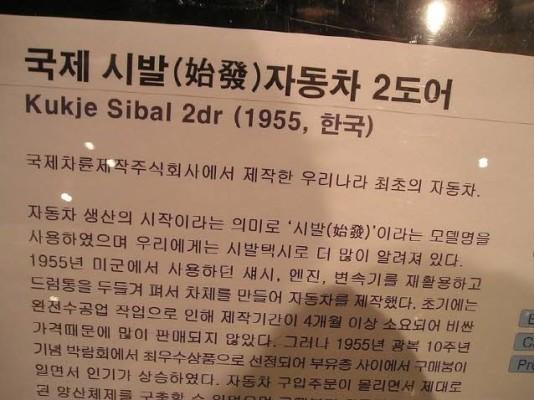 국제 시발(始發)자동차 2도어
Kukje Sibal 2dr (1955, 한국)
국제차륜제작주식회사에서 제작한 우리나라 최초의 자동차.
자동차 생산의 시작이라는 의미로 '시발(始發)'이라는 모델명을
사용하였으며 우리에게는 시발택시로 더 많이 알려져 있다.
1955년 미군에서 사용하던 섀시, 엔진, 변속기를 재활용하고
드럼통을 두들겨 펴서 차체를 만들어 자동차를 제작했다. 초기에는
완전수공업 작업으로 인해 제작기간이 4개월 이상 소요되어 비싼
가격때문에 많이 판매되지 않았다. 그러나 1955년 광복 10주년
기념 박람회에서 최우수상품으로 선정되어 부유층 사이에서 구매붐이
일면서 인기가 상승하였다. 자동차 구입주문이 몰리면서 제대로
된 양산체제를 구축할 수